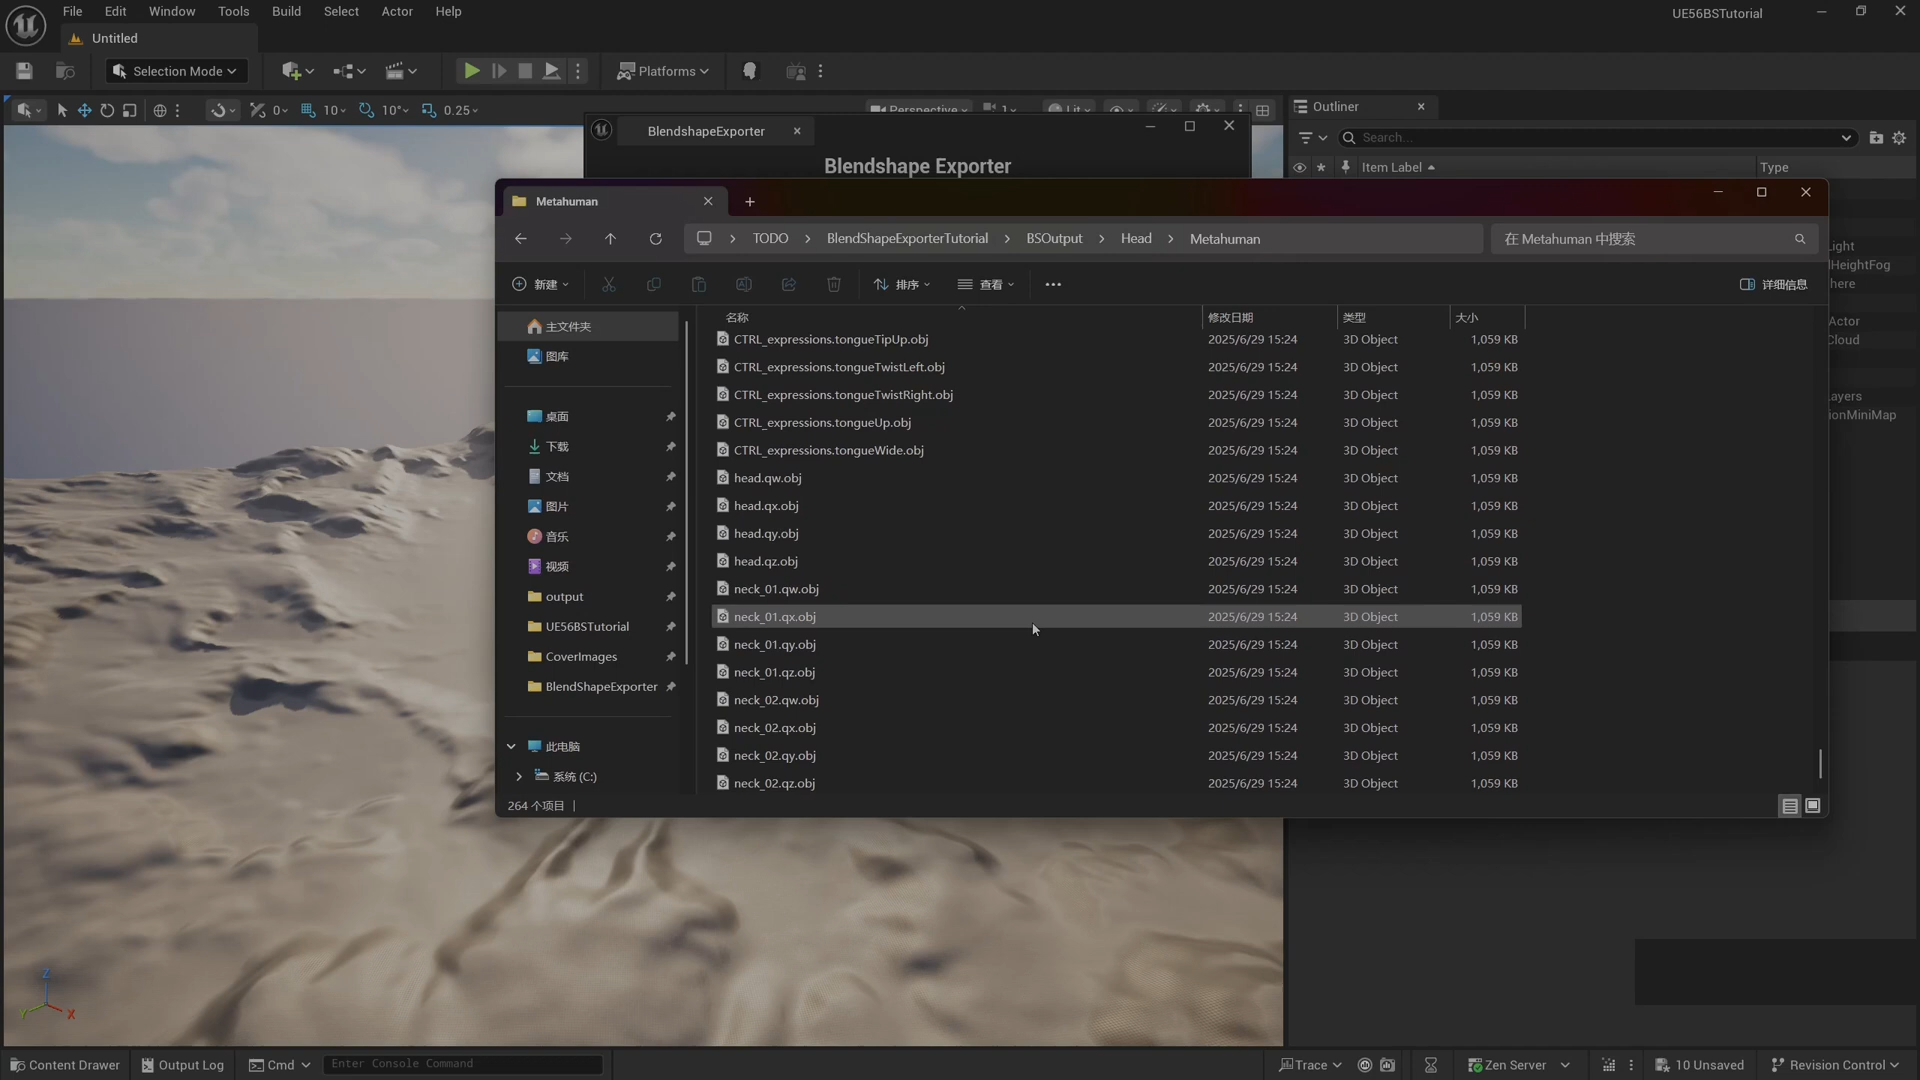 File Edit Window Tools Build Select Actor Help
UE56BSTutorial
Untitled
Selection Mode
Platforms
0 10 10° 0.25
Perspective 1 Lit
Outliner
BlendshapeExporter
Search...
Blendshape Exporter
Item Label Type
Metahuman
TODO > BlendShapeExporterTutorial > BSOutput > Head > Metahuman
在 Metahuman 中搜索
新建 排序 查看 详细信息
名称 修改日期 类型 大小
主文件夹
图库
桌面
下载
文档
图片
音乐
视频
output
UE56BSTutorial
CoverImages
BlendShapeExporter
此电脑
系统 (C:)
CTRL_expressions.tongueTipUp.obj 2025/6/29 15:24 3D Object 1,059 KB
CTRL_expressions.tongueTwistLeft.obj 2025/6/29 15:24 3D Object 1,059 KB
CTRL_expressions.tongueTwistRight.obj 2025/6/29 15:24 3D Object 1,059 KB
CTRL_expressions.tongueUp.obj 2025/6/29 15:24 3D Object 1,059 KB
CTRL_expressions.tongueWide.obj 2025/6/29 15:24 3D Object 1,059 KB
head.qw.obj 2025/6/29 15:24 3D Object 1,059 KB
head.qx.obj 2025/6/29 15:24 3D Object 1,059 KB
head.qy.obj 2025/6/29 15:24 3D Object 1,059 KB
head.qz.obj 2025/6/29 15:24 3D Object 1,059 KB
neck_01.qw.obj 2025/6/29 15:24 3D Object 1,059 KB
neck_01.qx.obj 2025/6/29 15:24 3D Object 1,059 KB
neck_01.qy.obj 2025/6/29 15:24 3D Object 1,059 KB
neck_01.qz.obj 2025/6/29 15:24 3D Object 1,059 KB
neck_02.qw.obj 2025/6/29 15:24 3D Object 1,059 KB
neck_02.qx.obj 2025/6/29 15:24 3D Object 1,059 KB
neck_02.qy.obj 2025/6/29 15:24 3D Object 1,059 KB
neck_02.qz.obj 2025/6/29 15:24 3D Object 1,059 KB
264 个项目
Light
lHeightFog
here
Actor
Cloud
ayers
ionMiniMap
Z
Y X
Content Drawer Output Log Cmd Enter Console Command
Trace Zen Server 10 Unsaved Revision Control